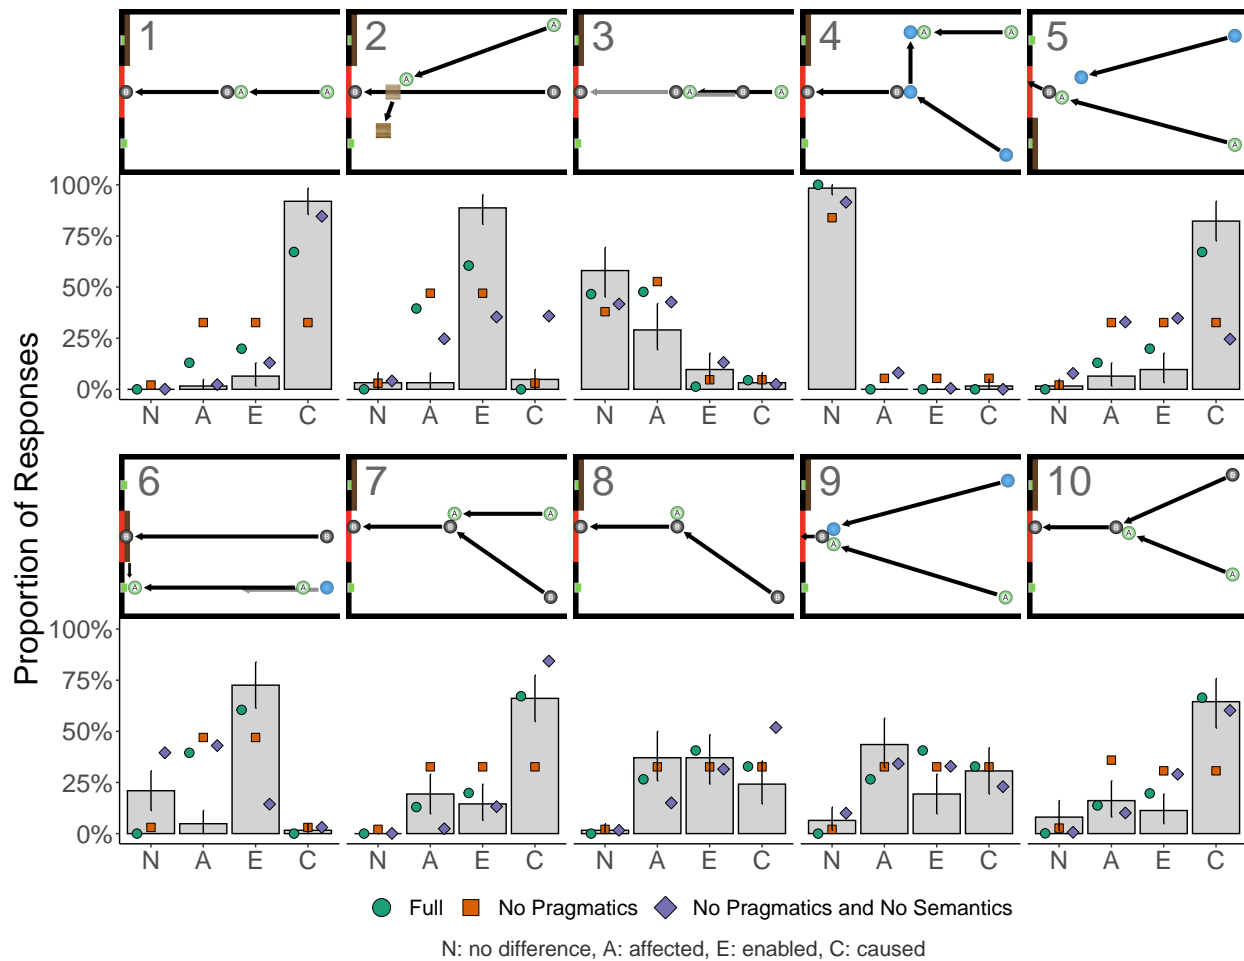 1 2 3 4 5
B B A A
A A B B
B A B A
A A B
B A A
100%
75%
50%
25%
0%
N A E C N A E C N A E C N A E C N A E C
Proportion of Responses
6 7 8 9 10
B B A A
A A B B
A B B
B A A
B B A A
100%
75%
50%
25%
0%
N A E C N A E C N A E C N A E C N A E C
Full No Pragmatics No Pragmatics and No Semantics
N: no difference, A: affected, E: enabled, C: caused